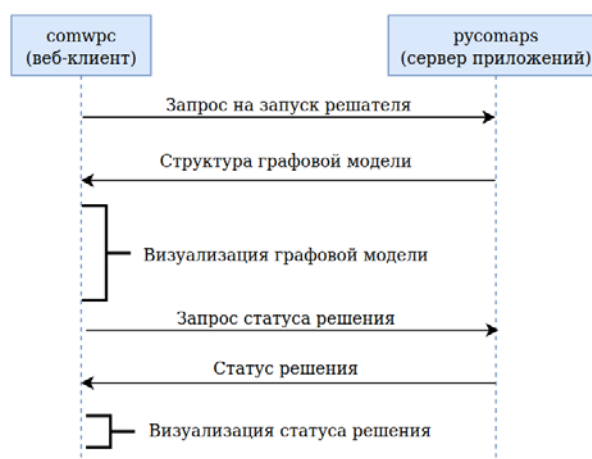 comwpc
(веб-клиент)
pycomaps
(сервер приложений)
Запрос на запуск решателя
Структура графовой модели
Визуализация графовой модели
Запрос статуса решения
Статус решения
Визуализация статуса решения